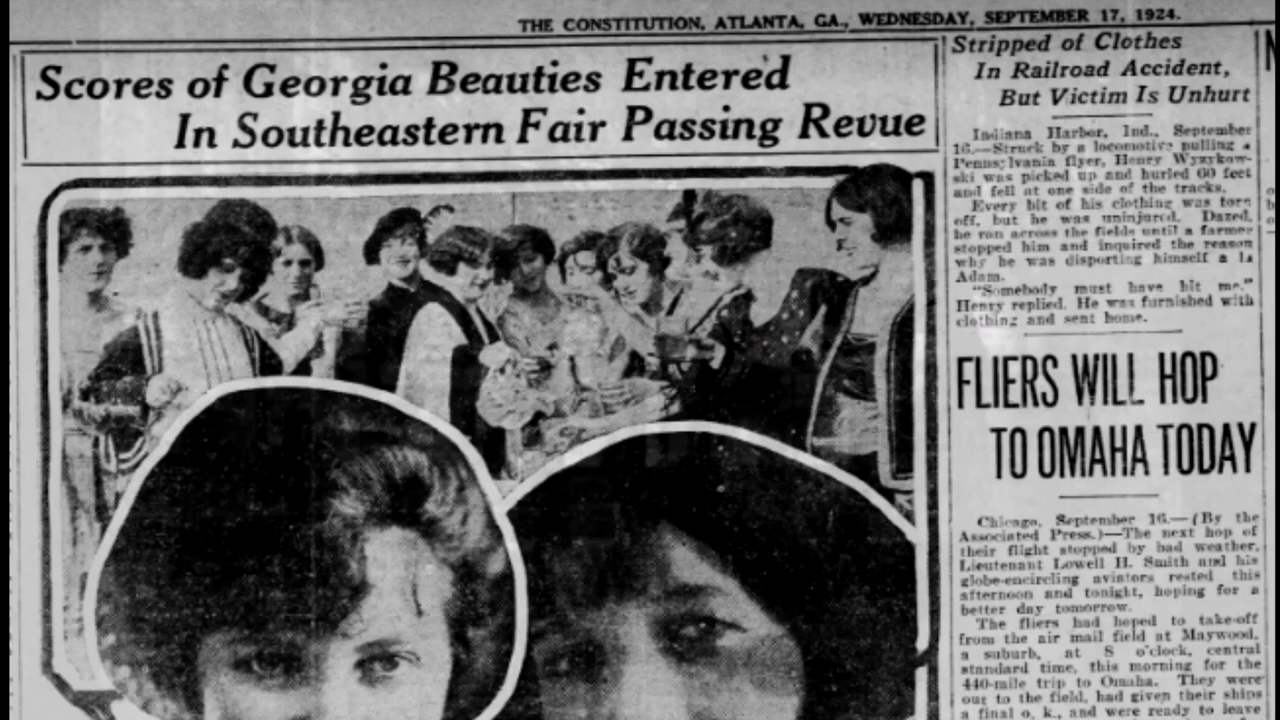 THE CONSTITUTION, ATLANTA, GA., WEDNESDAY, SEPTEMBER 17, 1924.
Scores of Georgia Beauties Entered
In Southeastern Fair Passing Revue
Stripped of Clothes
In Railroad Accident,
But Victim Is Unhurt
Indiana Harbor, Ind., September
16.—Struck by a locomotive pulling a
Pennsylvania flyer, Henry Wyzykow-
ski was picked up and hurled 60 feet
and fell at one side of the tracks.
Every bit of his clothing was torn
off, but he was uninjured. Dazed,
he ran across the fields until a farmer
stopped him and inquired the reason
why he was disporting himself a la
Adam.
"Somebody must have hit me,"
Henry replied. He was furnished with
clothing and sent home.
FLIERS WILL HOP
TO OMAHA TODAY
Chicago, September 16.—(By the
Associated Press.)—The next hop of
their flight stopped by bad weather,
Lieutenant Lowell H. Smith and his
globe-encircling aviators rested this
afternoon and tonight, hoping for a
better day tomorrow.
The fliers had hoped to take-off
from the air mail field at Maywood,
a suburb, at 8 o'clock, central
standard time, this morning for the
440-mile trip to Omaha. They were
out to the field, had given their ships
a final o. k., and were ready to leave